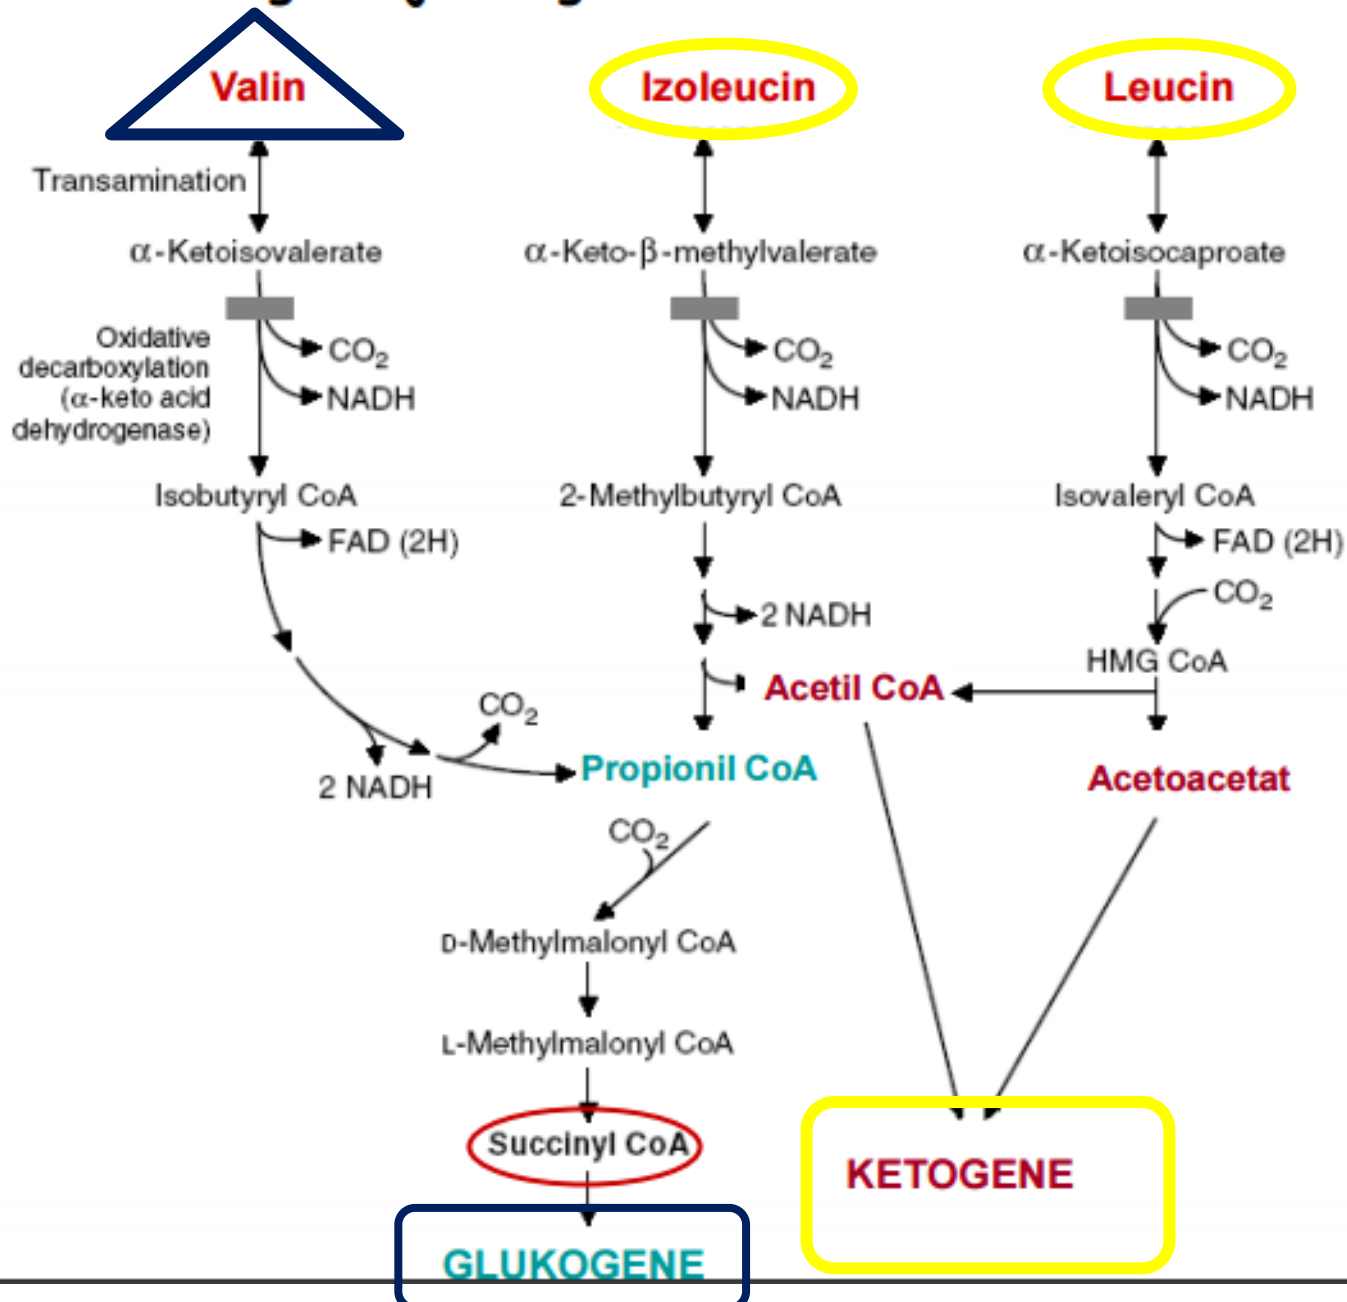 Valin
Izoleucin
Leucin
Transamination
α-Ketoisovalerate
α-Keto-β-methylvalerate
α-Ketoisocaproate
Oxidative
decarboxylation
(α-keto acid
dehydrogenase)
CO2
NADH
CO2
NADH
CO2
NADH
Isobutyryl CoA
2-Methylbutyryl CoA
Isovaleryl CoA
FAD (2H)
FAD (2H)
CO2
2 NADH
HMG CoA
Acetil CoA
CO2
2 NADH
Propionil CoA
Acetoacetat
CO2
D-Methylmalonyl CoA
L-Methylmalonyl CoA
Succinyl CoA
KETOGENE
GLUKOGENE